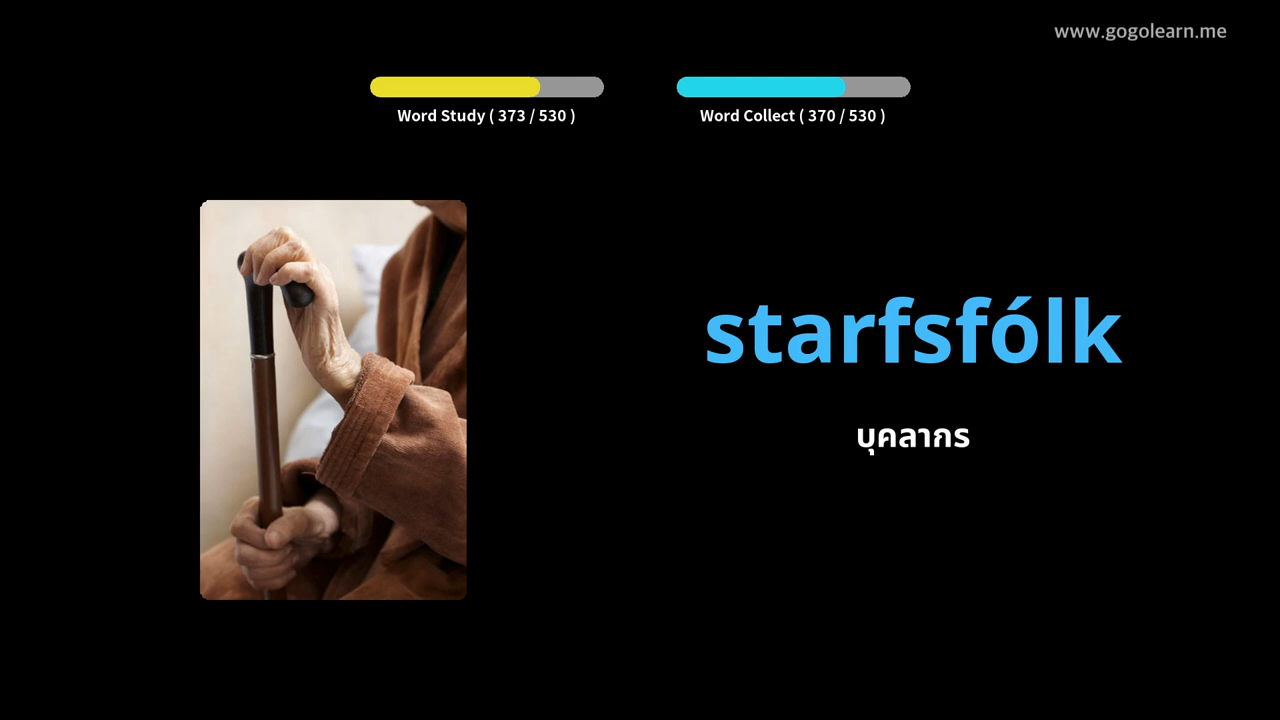 www.gogolearn.me
Word Study ( 373 / 530 )
Word Collect ( 370 / 530 )
starfsfólk
บุคลากร